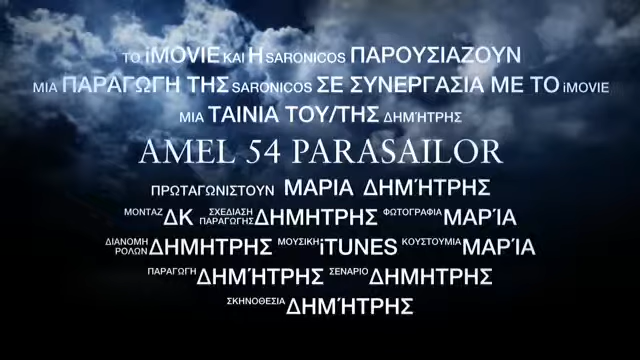 ΤΟ iMOVIE ΚΑΙ Η SARONICOS ΠΑΡΟΥΣΙΑΖΟΥΝ
ΜΙΑ ΠΑΡΑΓΩΓΗ ΤΗΣ SARONICOS ΣΕ ΣΥΝΕΡΓΑΣΙΑ ΜΕ ΤΟ iMOVIE
ΜΙΑ ΤΑΙΝΙΑ ΤΟΥ/ΤΗΣ ΔΗΜΉΤΡΗΣ
AMEL 54 PARASAILOR
ΠΡΩΤΑΓΩΝΙΣΤΟΥΝ ΜΑΡΙΑ ΔΗΜΉΤΡΗΣ
ΜΟΝΤΑΖ ΔΚ ΣΧΕΔΙΑΣΗ ΠΑΡΑΓΩΓΗΣ ΔΗΜΗΤΡΗΣ ΦΩΤΟΓΡΑΦΙΑ ΜΑΡΊΑ
ΔΙΑΝΟΜΗ ΡΟΛΩΝ ΔΗΜΗΤΡΗΣ ΜΟΥΣΙΚΗ iTUNES ΚΟΥΣΤΟΥΜΙΑ ΜΑΡΊΑ
ΠΑΡΑΓΩΓΗ ΔΗΜΉΤΡΗΣ ΣΕΝΑΡΙΟ ΔΗΜΗΤΡΗΣ
ΣΚΗΝΟΘΕΣΙΑ ΔΗΜΉΤΡΗΣ